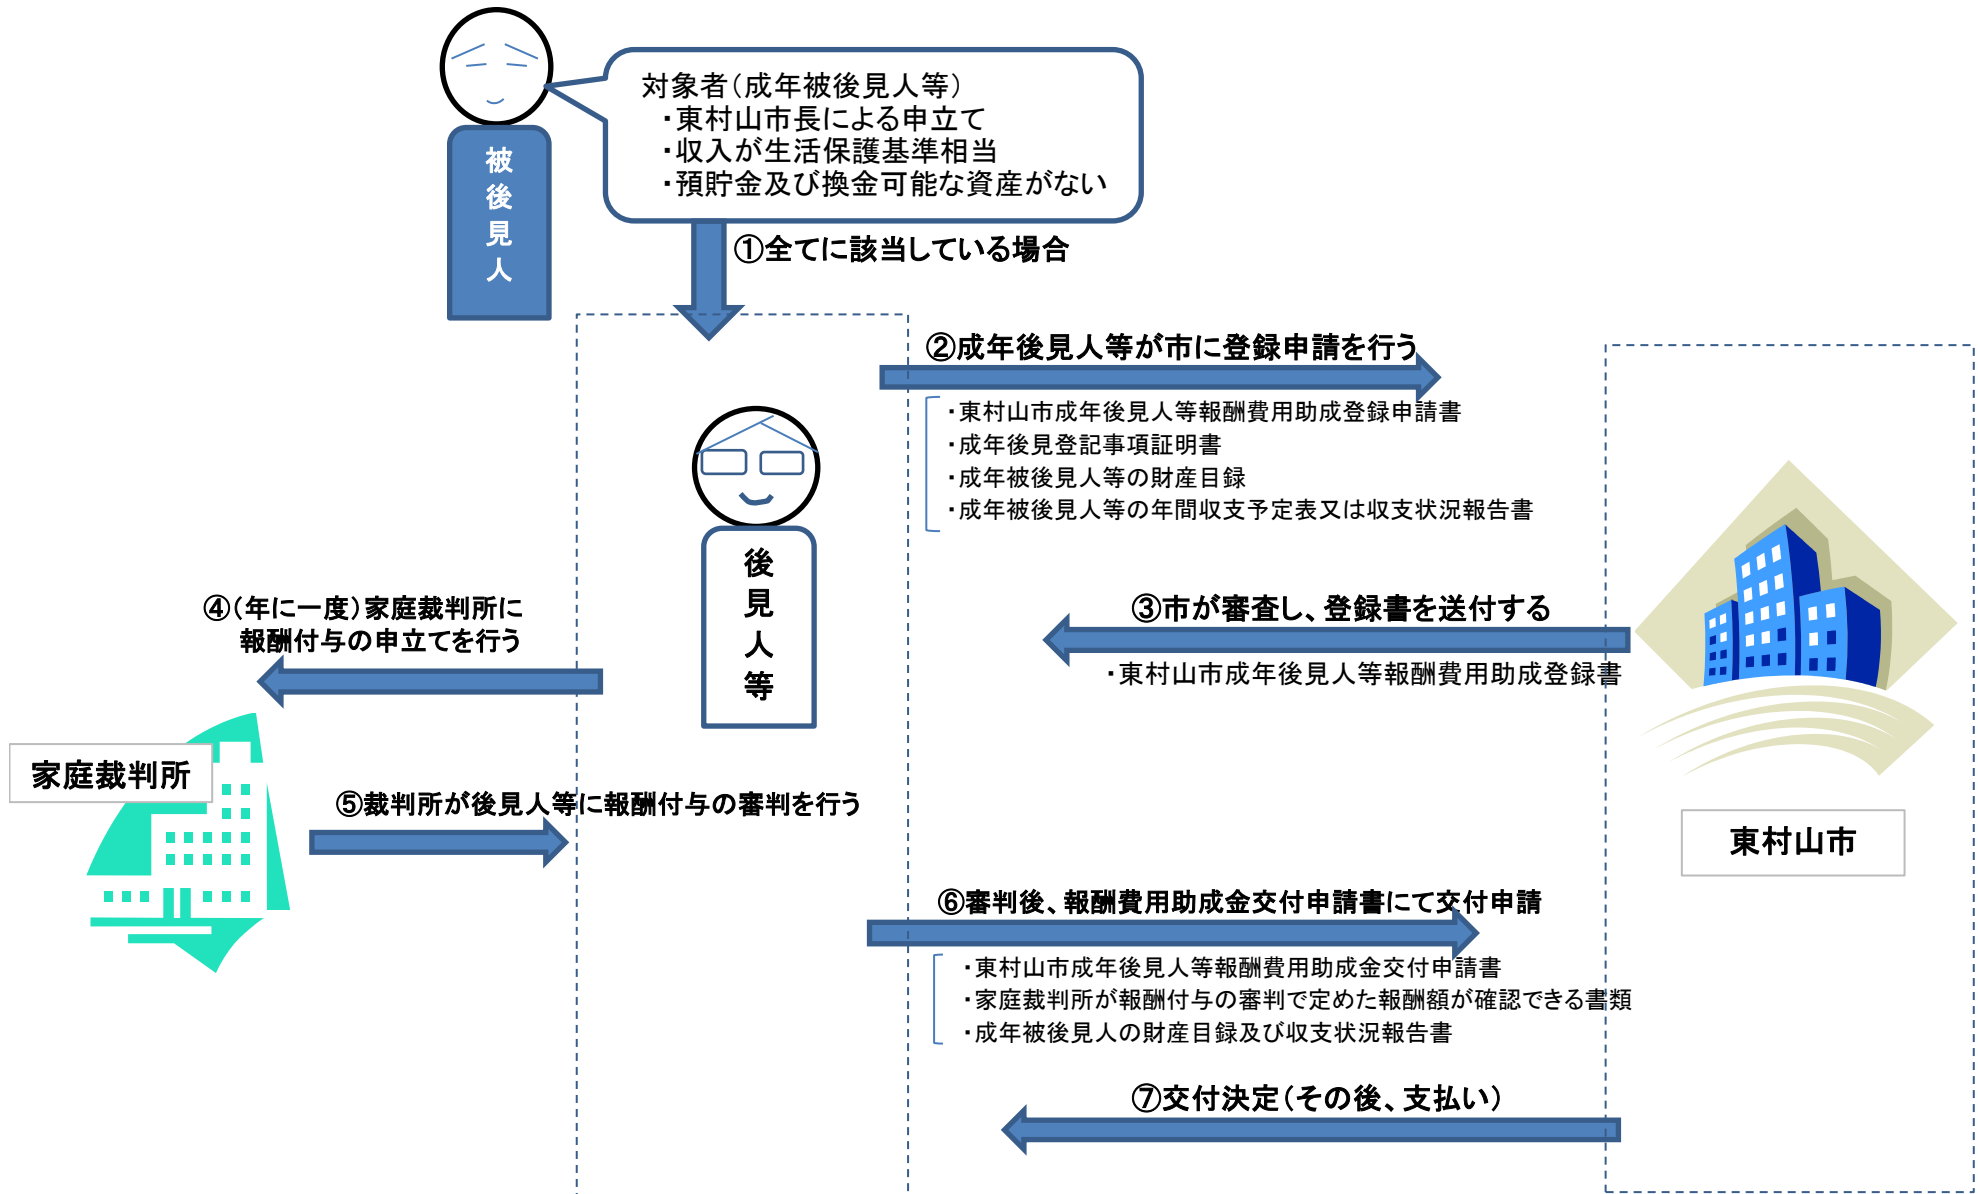 対象者（成年被後見人等）
・東村山市長による申立て
・収入が生活保護基準相当
・預貯金及び換金可能な資産がない
被後見人
①全てに該当している場合
②成年後見人等が市に登録申請を行う
・東村山市成年後見人等報酬費用助成登録申請書
・成年後見登記事項証明書
・成年被後見人等の財産目録
・成年被後見人等の年間収支予定表又は収支状況報告書
後見人等
③市が審査し、登録書を送付する
・東村山市成年後見人等報酬費用助成登録書
④（年に一度）家庭裁判所に
報酬付与の申立てを行う
家庭裁判所
⑤裁判所が後見人等に報酬付与の審判を行う
東村山市
⑥審判後、報酬費用助成金交付申請書にて交付申請
・東村山市成年後見人等報酬費用助成金交付申請書
・家庭裁判所が報酬付与の審判で定めた報酬額が確認できる書類
・成年被後見人の財産目録及び収支状況報告書
⑦交付決定（その後、支払い）